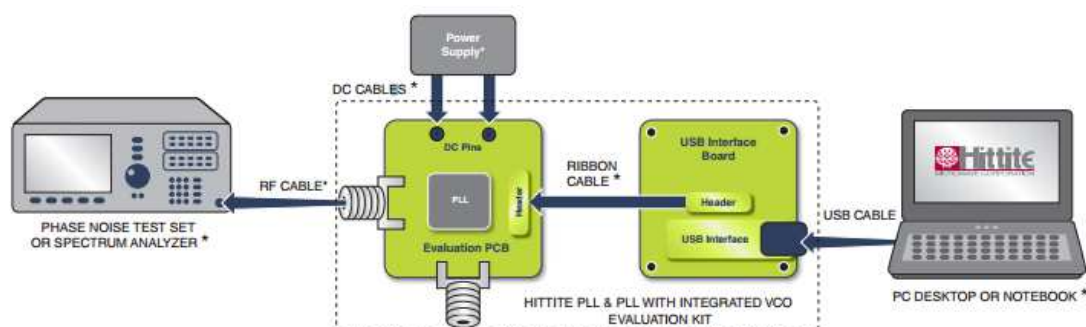 Power
Supply*
DC CABLES *
DC Pins
PLL
Header
Evaluation PCB
RF CABLE*
PHASE NOISE TEST SET
OR SPECTRUM ANALYZER *
RIBBON
CABLE *
USB Interface
Board
Header
USB Interface
USB CABLE
Hittite
MICROWAVE CORPORATION
PC DESKTOP OR NOTEBOOK *
HITTITE PLL & PLL WITH INTEGRATED VCO
EVALUATION KIT